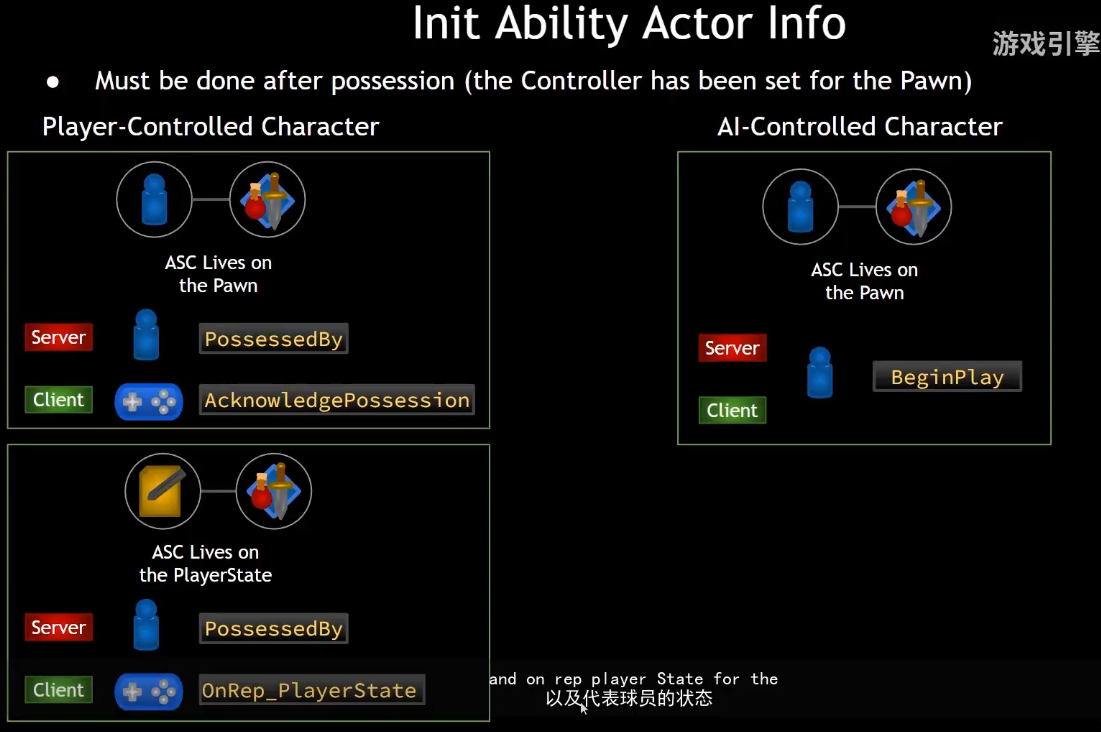 Init Ability Actor Info
游戏引擎
● Must be done after possession (the Controller has been set for the Pawn)
Player-Controlled Character
ASC Lives on
the Pawn
Server
PossessedBy
Client
AcknowledgePossession
ASC Lives on
the PlayerState
Server
PossessedBy
Client
OnRep_PlayerState
AI-Controlled Character
ASC Lives on
the Pawn
Server
BeginPlay
Client
and on rep player State for the
以及代表球员的状态